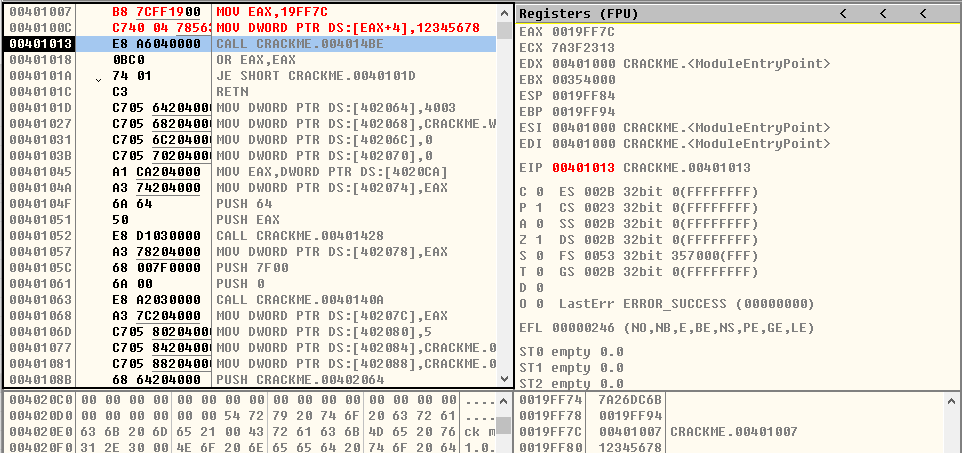 00401007 B8 7CFF1900 MOV EAX,19FF7C
0040100C C740 04 78563 MOV DWORD PTR DS:[EAX+4],12345678
00401013 E8 A6040000 CALL CRACKME.004014BE
00401018 0BC0 OR EAX,EAX
0040101A 74 01 JE SHORT CRACKME.0040101D
0040101C C3 RETN
0040101D C705 64204000 MOV DWORD PTR DS:[402064],4003
00401027 C705 68204000 MOV DWORD PTR DS:[402068],CRACKME.W
00401031 C705 6C204000 MOV DWORD PTR DS:[40206C],0
0040103B C705 70204000 MOV DWORD PTR DS:[402070],0
00401045 A1 CA204000 MOV EAX,DWORD PTR DS:[4020CA]
0040104A A3 74204000 MOV DWORD PTR DS:[402074],EAX
0040104F 6A 64 PUSH 64
00401051 50 PUSH EAX
00401052 E8 D1030000 CALL CRACKME.00401428
00401057 A3 78204000 MOV DWORD PTR DS:[402078],EAX
0040105C 68 007F0000 PUSH 7F00
00401061 6A 00 PUSH 0
00401063 E8 A2030000 CALL CRACKME.0040140A
00401068 A3 7C204000 MOV DWORD PTR DS:[40207C],EAX
0040106D C705 80204000 MOV DWORD PTR DS:[402080],5
00401077 C705 84204000 MOV DWORD PTR DS:[402084],CRACKME.0
00401081 C705 88204000 MOV DWORD PTR DS:[402088],CRACKME.0
0040108B 68 64204000 PUSH CRACKME.00402064
Registers (FPU) < < <
EAX 0019FF7C
ECX 7A3F2313
EDX 00401000 CRACKME.<ModuleEntryPoint>
EBX 00354000
ESP 0019FF84
EBP 0019FF94
ESI 00401000 CRACKME.<ModuleEntryPoint>
EDI 00401000 CRACKME.<ModuleEntryPoint>
EIP 00401013 CRACKME.00401013
C 0 ES 002B 32bit 0(FFFFFFFF)
P 1 CS 0023 32bit 0(FFFFFFFF)
A 0 SS 002B 32bit 0(FFFFFFFF)
Z 1 DS 002B 32bit 0(FFFFFFFF)
S 0 FS 0053 32bit 357000(FFF)
T 0 GS 002B 32bit 0(FFFFFFFF)
D 0
O 0 LastErr ERROR_SUCCESS (00000000)
EFL 00000246 (NO,NB,E,BE,NS,PE,GE,LE)
ST0 empty 0.0
ST1 empty 0.0
ST2 empty 0.0
004020C0 00 00 00 00 00 00 00 00 00 00 00 00 ....
004020D0 00 00 00 00 00 54 72 79 20 74 6F 20 63 72 61 .....
004020E0 63 6B 20 6D 65 21 00 43 72 61 63 6B 4D 65 20 76 ck m
004020F0 31 2E 30 00 4E 6F 20 6E 65 65 64 20 74 6F 20 64 1.0.
0019FF74 7A26DC6B
0019FF78 0019FF94
0019FF7C 00401007 CRACKME.00401007
0019FF80 12345678